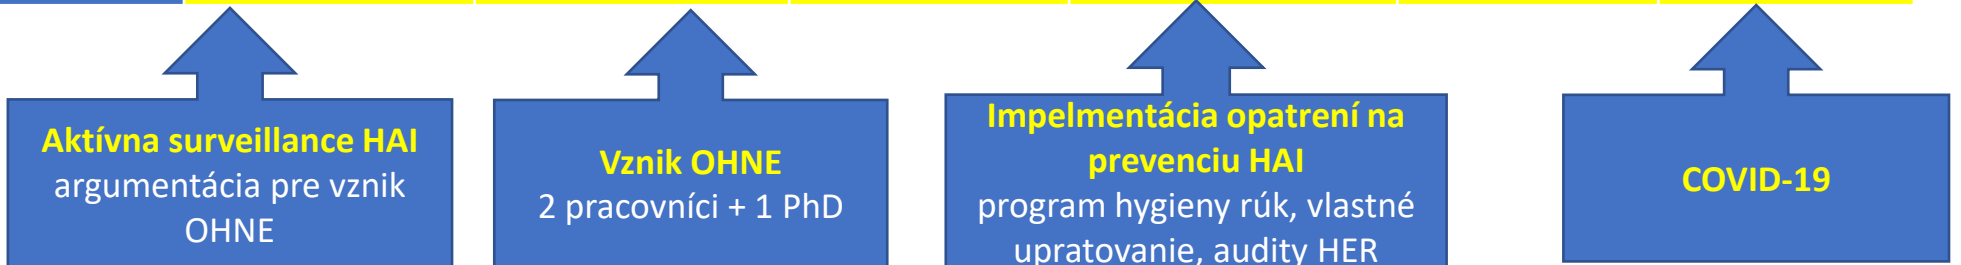 Aktívna surveillance HAI
argumentácia pre vznik
OHNE
Vznik OHNE
2 pracovníci + 1 PhD
Impelmentácia opatrení na
prevenciu HAI
program hygieny rúk, vlastné
upratovanie, audity HER
COVID-19